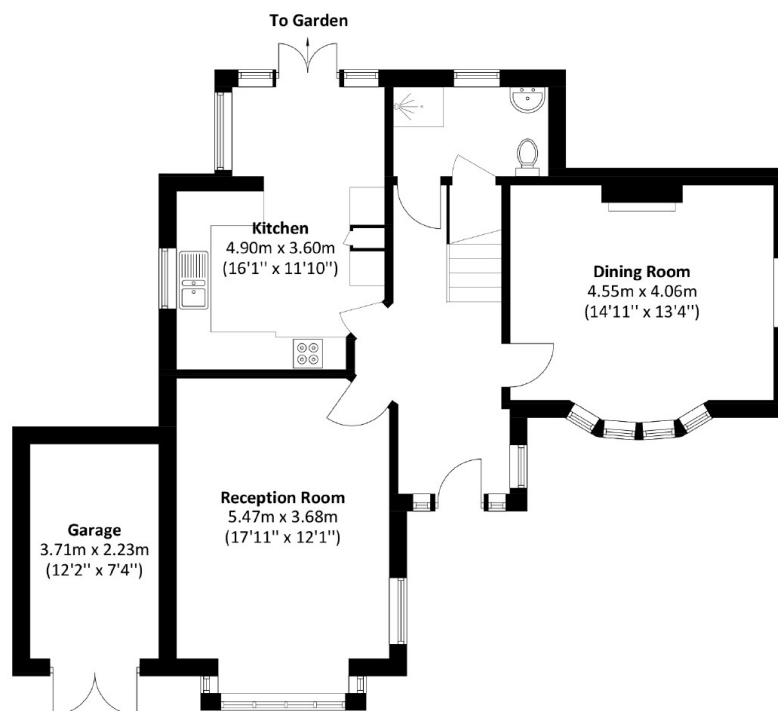 To Garden
Kitchen
4.90m x 3.60m
(16'1'' x 11'10'')
Dining Room
4.55m x 4.06m
(14'11'' x 13'4'')
Reception Room
5.47m x 3.68m
(17'11'' x 12'1'')
Garage
3.71m x 2.23m
(12'2'' x 7'4'')